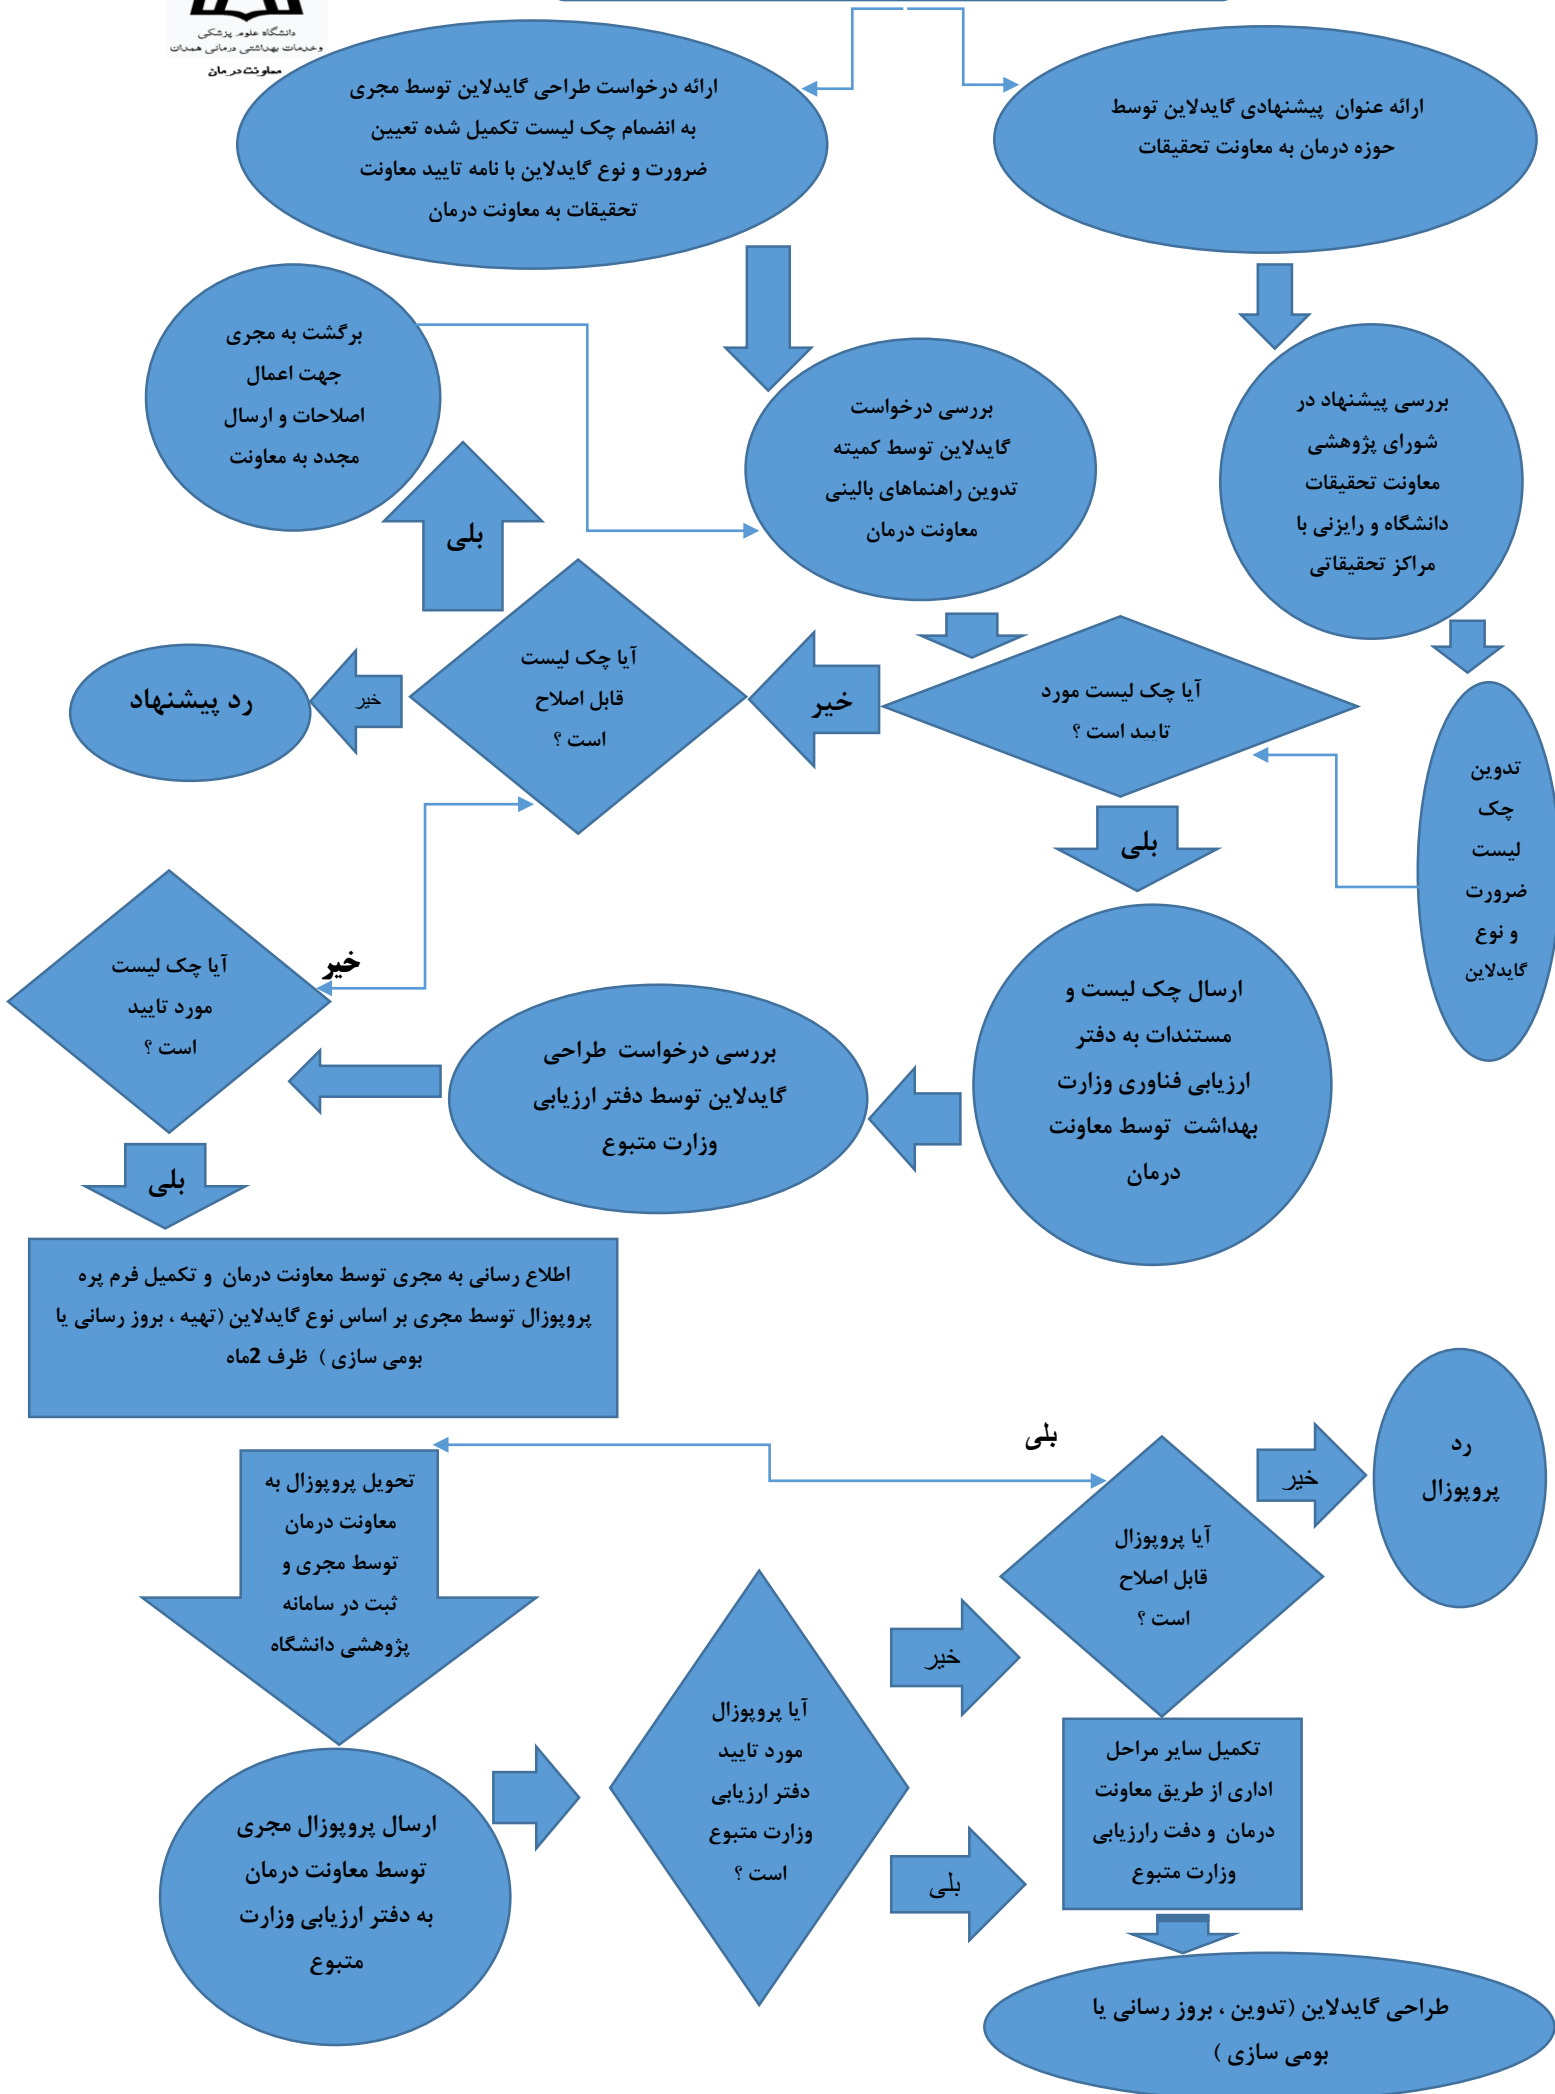 دانشگاه علوم پزشکی
وخدمات بهداشتی درمانی همدان
معاونت درمان
ارائه درخواست طراحی گایدلاین توسط مجری
به انضمام چک لیست تکمیل شده تعیین
ضرورت و نوع گایدلاین با نامه تایید معاونت
تحقیقات به معاونت درمان
ارائه عنوان پیشنهادی گایدلاین توسط
حوزه درمان به معاونت تحقیقات
برگشت به مجری
جهت اعمال
اصلاحات و ارسال
مجدد به معاونت
بررسی درخواست
گایدلاین توسط کمیته
تدوین راهنماهای بالینی
معاونت درمان
بررسی پیشنهاد در
شورای پژوهشی
معاونت تحقیقات
دانشگاه و رایزنی با
مراکز تحقیقاتی
بلی
آیا چک لیست
قابل اصلاح
است ؟
خیر
رد پیشنهاد
خیر
آیا چک لیست مورد
تایید است ؟
تدوین
چک
لیست
ضرورت
و نوع
گایدلاین
بلی
آیا چک لیست
مورد تایید
است ؟
خیر
ارسال چک لیست و
مستندات به دفتر
ارزیابی فناوری وزارت
بهداشت توسط معاونت
درمان
بررسی درخواست طراحی
گایدلاین توسط دفتر ارزیابی
وزارت متبوع
بلی
اطلاع رسانی به مجری توسط معاونت درمان و تکمیل فرم پره
پروپوزال توسط مجری بر اساس نوع گایدلاین (تهیه ، بروز رسانی یا
بومی سازی ) ظرف 2ماه
بلی
خیر
رد
پروپوزال
تحویل پروپوزال به
معاونت درمان
توسط مجری و
ثبت در سامانه
پژوهشی دانشگاه
آیا پروپوزال
قابل اصلاح
است ؟
خیر
آیا پروپوزال
مورد تایید
دفتر ارزیابی
وزارت متبوع
است ؟
تکمیل سایر مراحل
اداری از طریق معاونت
درمان و دفت رارزیابی
وزارت متبوع
بلی
ارسال پروپوزال مجری
توسط معاونت درمان
به دفتر ارزیابی وزارت
متبوع
طراحی گایدلاین (تدوین ، بروز رسانی یا
بومی سازی )